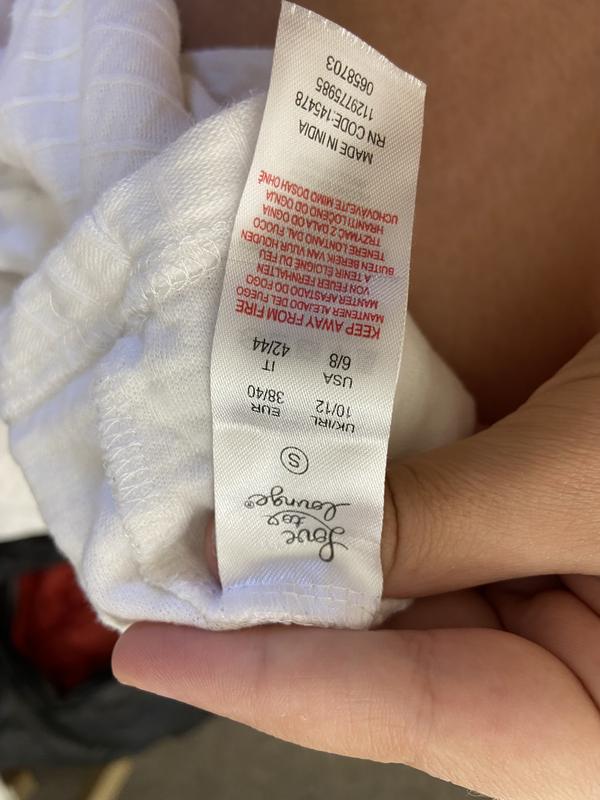 love
to
lounge®
S
UK/IRL EUR
10/12 38/40
USA IT
6/8 42/44
KEEP AWAY FROM FIRE
MANTENER ALEJADO DEL FUEGO
MANTER AFASTADO DO FOGO
VON FEUER FERNHALTEN
A TENIR ÉLOIGNÉ DU FEU
BUITEN BEREIK VAN VUUR HOUDEN
TENERE LONTANO DAL FUOCO
TRZYMAĆ Z DALA OD OGNIA
HRANITI LOČENO OD OGNJA
UCHOVÁVEJTE MIMO DOSAH OHNĚ
MADE IN INDIA
RN CODE:145478
1129775985
0658703